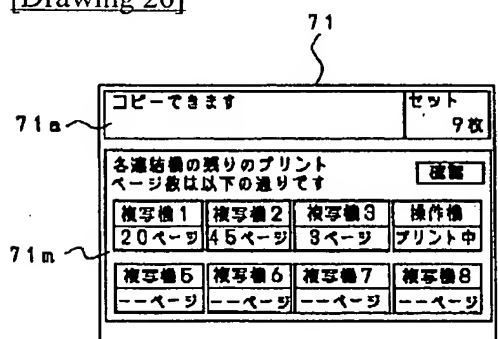 [Drawing 26]
71
コピーできます
セット
9枚
71a
各連結機の残りのプリント
ページ数は以下の通りです
確認
複写機1 複写機2 複写機3 操作機
20ページ 45ページ 3ページ プリント中
71m
複写機5 複写機6 複写機7 複写機8
--ページ --ページ --ページ --ページ